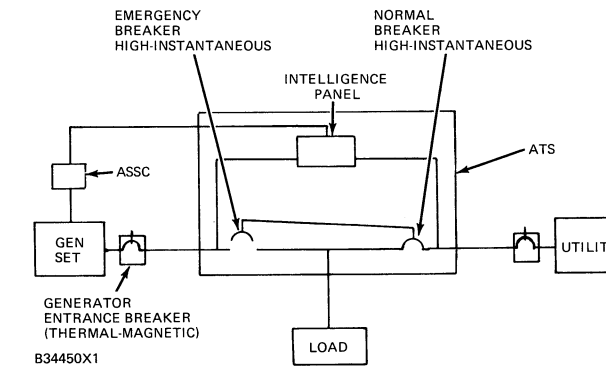 EMERGENCY
BREAKER
HIGH-INSTANTANEOUS
NORMAL
BREAKER
HIGH-INSTANTANEOUS
INTELLIGENCE
PANEL
ASSC
ATS
GEN
SET
UTILIT
GENERATOR
ENTRANCE BREAKER
(THERMAL-MAGNETIC)
LOAD
B34450X1